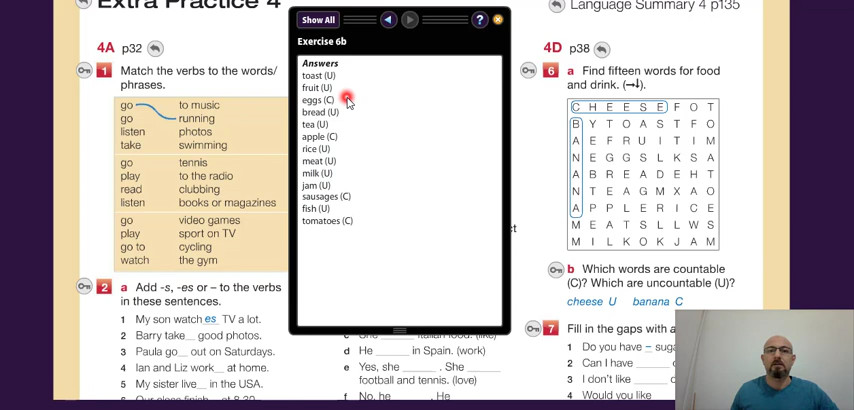 Extra Practice 4
Language Summary 4 p135
4A p32
1 Match the verbs to the words/
phrases.
go to music
go running
listen photos
take swimming
go tennis
play to the radio
read clubbing
listen books or magazines
go video games
play sport on TV
go to cycling
watch the gym
2 a Add -s, -es or – to the verbs
in these sentences.
1 My son watch es TV a lot.
2 Barry take__ good photos.
3 Paula go__ out on Saturdays.
4 Ian and Liz work__ at home.
5 My sister live__ in the USA.
Show All
?
Exercise 6b
Answers
toast (U)
fruit (U)
eggs (C)
bread (U)
tea (U)
apple (C)
rice (U)
meat (U)
milk (U)
jam (U)
sausages (C)
fish (U)
tomatoes (C)
d He ______ in Spain. (work)
e Yes, she ______ . She ______
football and tennis. (love)
f No, he ______. He
4D p38
6 a Find fifteen words for food
and drink.
C H E E S E F O T
B Y T O A S T F O
A E F R U I T I M
N E G G S L K S A
A B R E A D E H T
N T E A G M X A O
A P P L E R I C E
M E A T S L L W S
M I L K O K J A M
b Which words are countable
(C)? Which are uncountable (U)?
cheese U banana C
7 Fill in the gaps with
1 Do you have –
2 Can I have ______
3 I don't like ______
4 Would you like